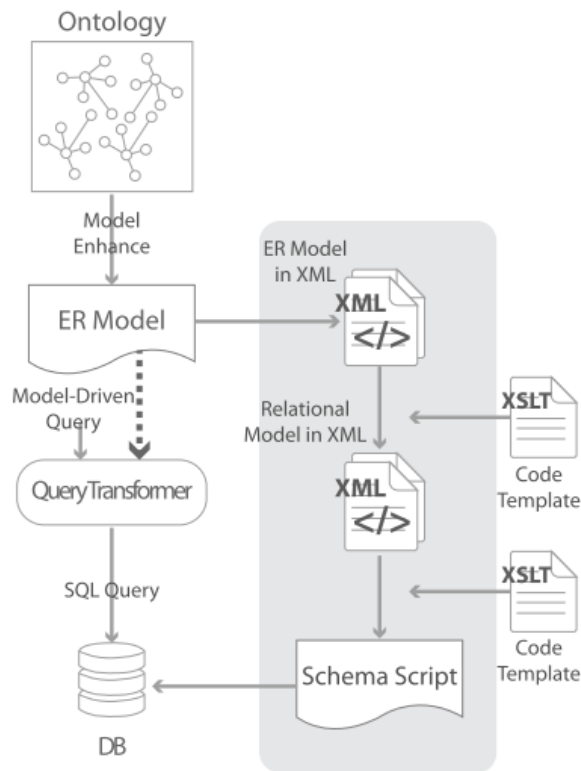 Ontology
Model
Enhance
ER Model
ER Model
in XML
XML
</>
Model-Driven
Query
Relational
Model in XML
XSLT
Code
Template
QueryTransformer
XML
</>
SQL Query
XSLT
Code
Template
Schema Script
DB